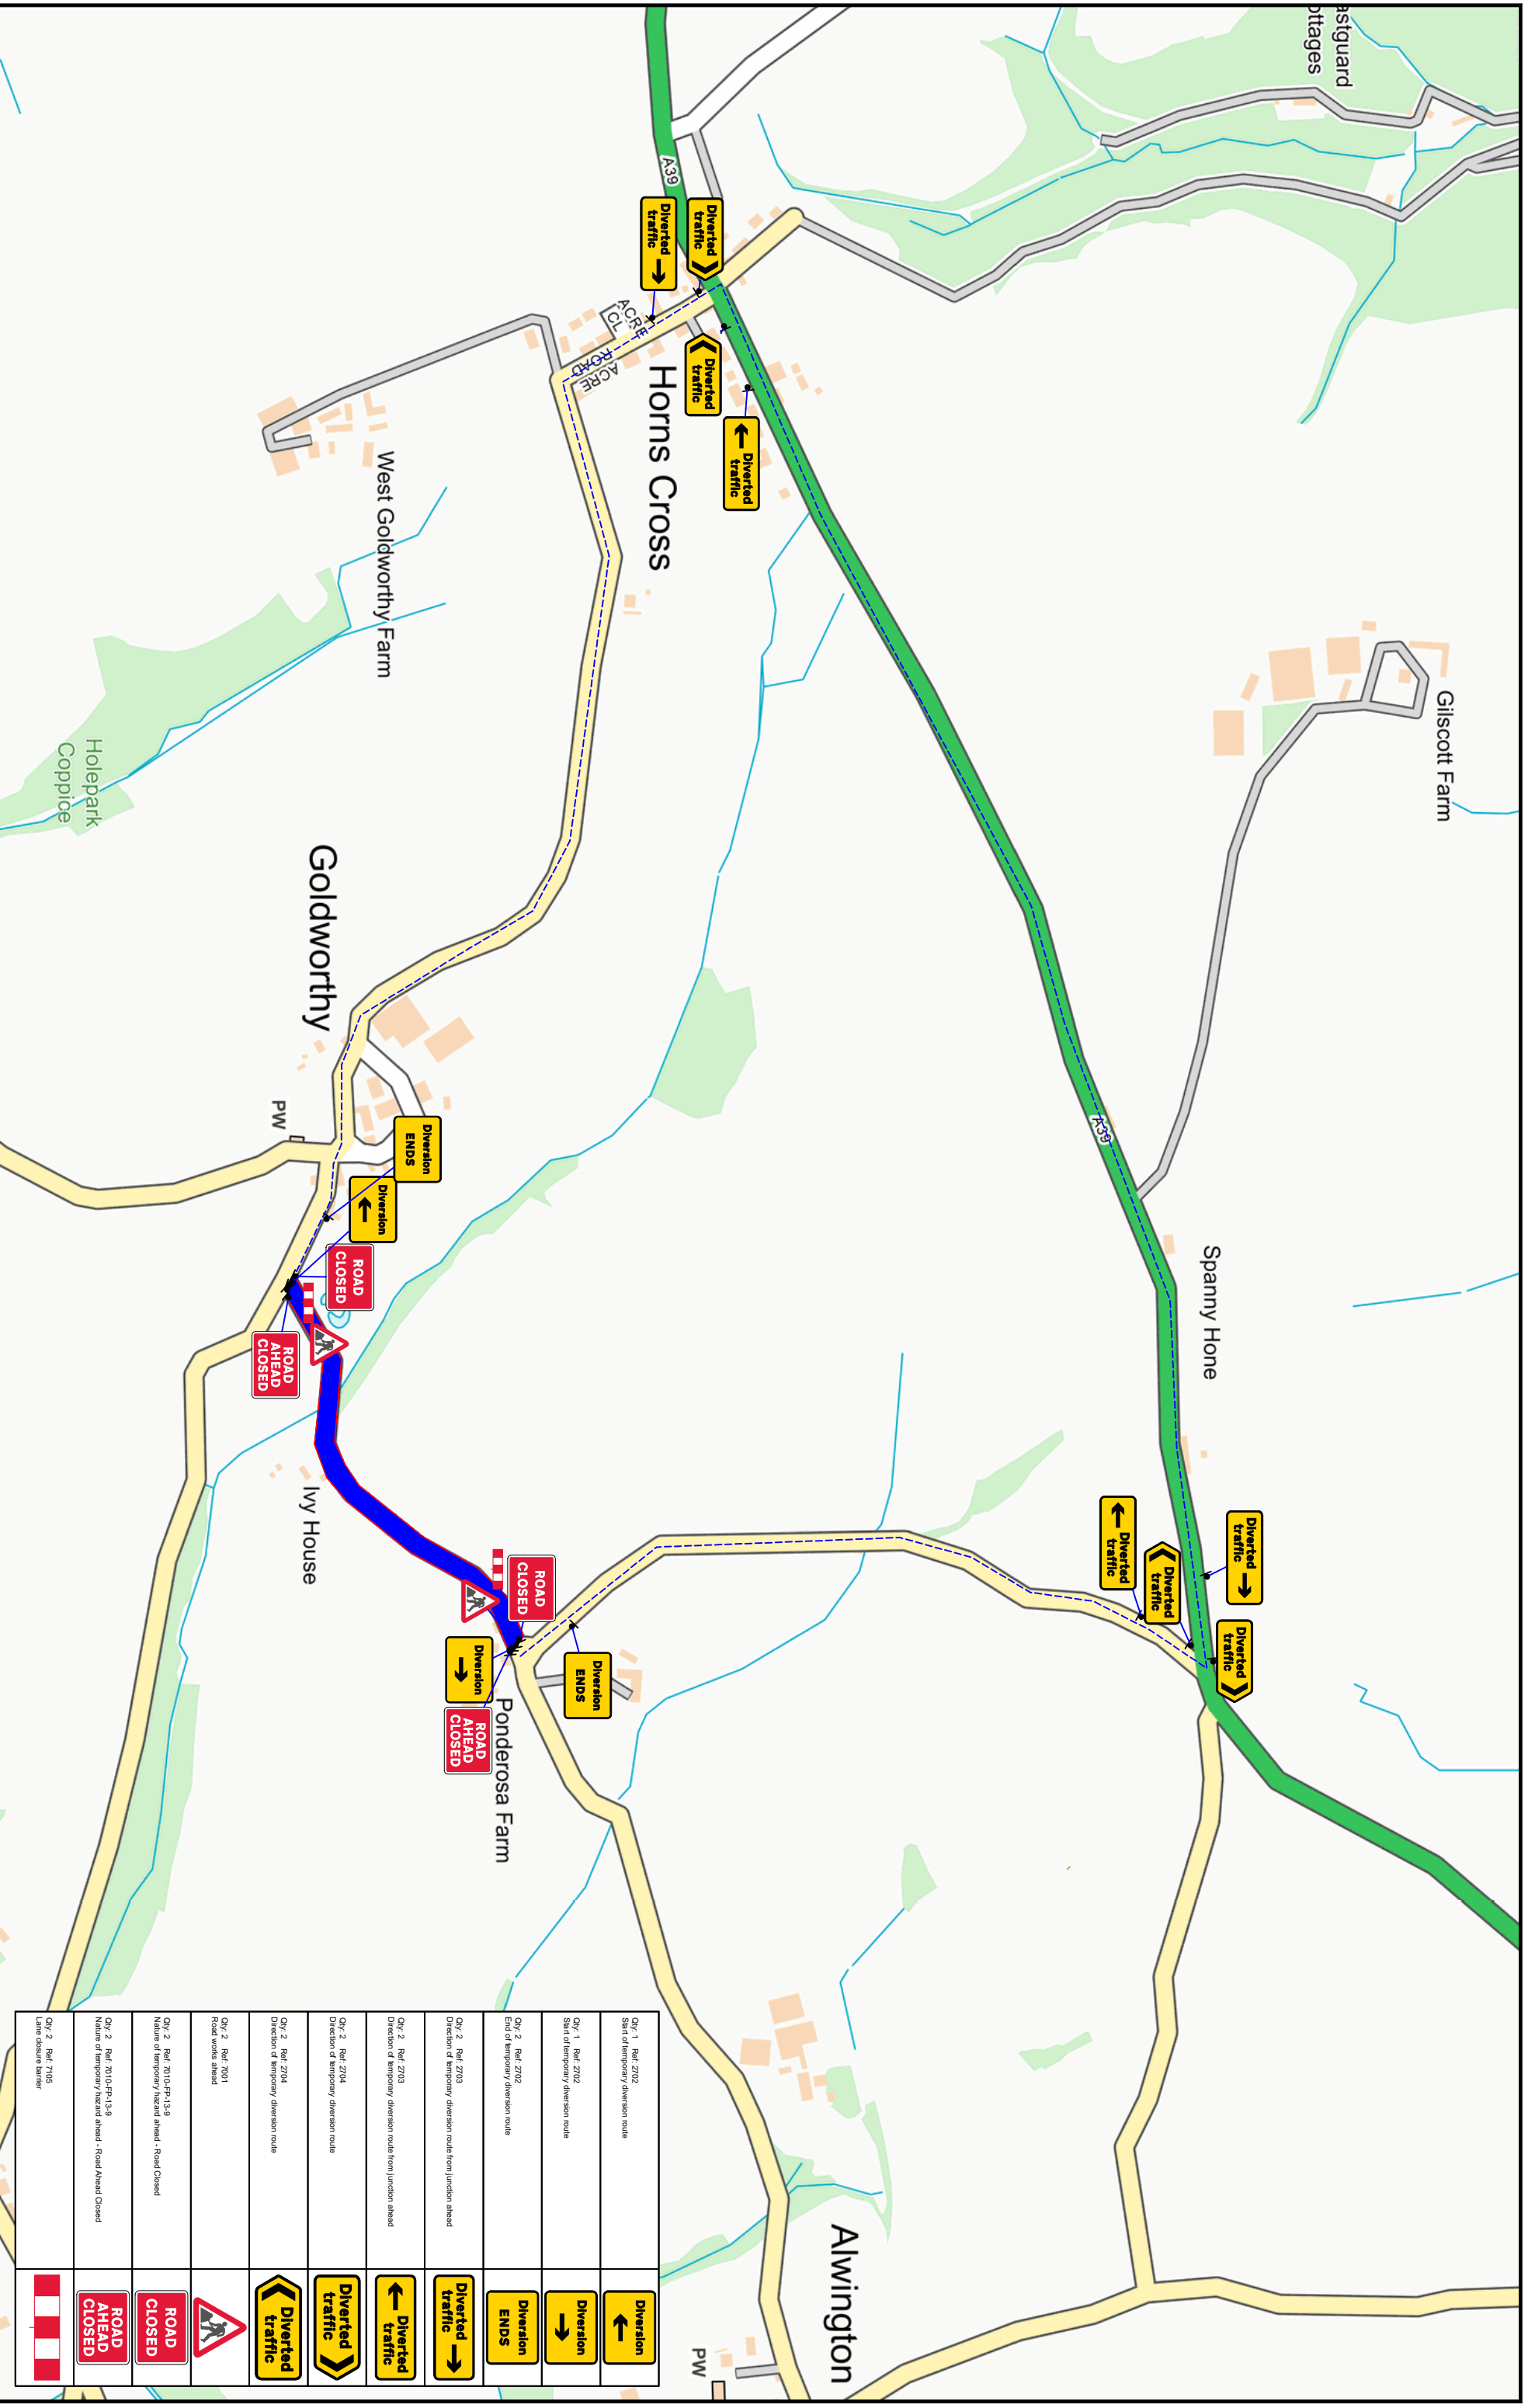 astguard
ottages
Gilscott Farm
A39
Diverted
traffic
Diverted
traffic
ACRE
CL
ACRE
ROAD
Diverted
traffic
Diverted
traffic
Horns Cross
West Goldworthy Farm
Holepark
Coppice
Goldworthy
PW
A39
Spanny Hone
Diversion
ENDS
Diversion
ROAD
CLOSED
ROAD
AHEAD
CLOSED
Ivy House
Diverted
traffic
Diverted
traffic
Diverted
traffic
Diverted
traffic
ROAD
CLOSED
Diversion
ENDS
Diversion
ROAD
AHEAD
CLOSED
Ponderosa Farm
Alwington
PW
Qty: 1 Ref: 2702
Start of temporary diversion route
Diversion
Qty: 1 Ref: 2702
Start of temporary diversion route
Diversion
Qty: 2 Ref: 2702
End of temporary diversion route
Diversion
ENDS
Qty: 2 Ref: 2703
Direction of temporary diversion route from junction ahead
Diverted
traffic
Qty: 2 Ref: 2703
Direction of temporary diversion route from junction ahead
Diverted
traffic
Qty: 2 Ref: 2704
Direction of temporary diversion route
Diverted
traffic
Qty: 2 Ref: 2704
Direction of temporary diversion route
Diverted
traffic
Qty: 2 Ref: 7001
Road works ahead
Qty: 2 Ref: 7010-FP-13-9
Nature of temporary hazard ahead - Road Closed
ROAD
CLOSED
Qty: 2 Ref: 7010-FP-13-9
Nature of temporary hazard ahead - Road Ahead Closed
ROAD
AHEAD
CLOSED
Qty: 2 Ref: 7105
Lane closure barrier